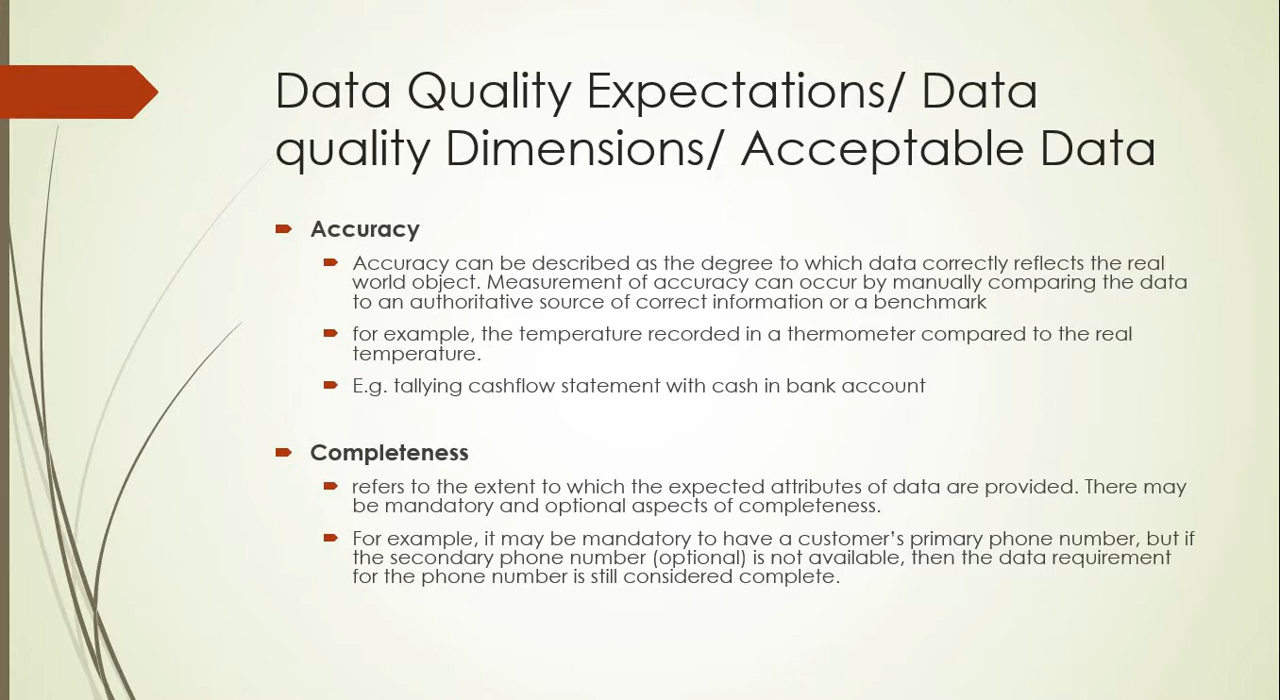 Data Quality Expectations/ Data
quality Dimensions/ Acceptable Data
Accuracy
Accuracy can be described as the degree to which data correctly reflects the real
world object. Measurement of accuracy can occur by manually comparing the data
to an authoritative source of correct information or a benchmark
for example, the temperature recorded in a thermometer compared to the real
temperature.
E.g. tallying cashflow statement with cash in bank account
Completeness
refers to the extent to which the expected attributes of data are provided. There may
be mandatory and optional aspects of completeness.
For example, it may be mandatory to have a customer’s primary phone number, but if
the secondary phone number (optional) is not available, then the data requirement
for the phone number is still considered complete.